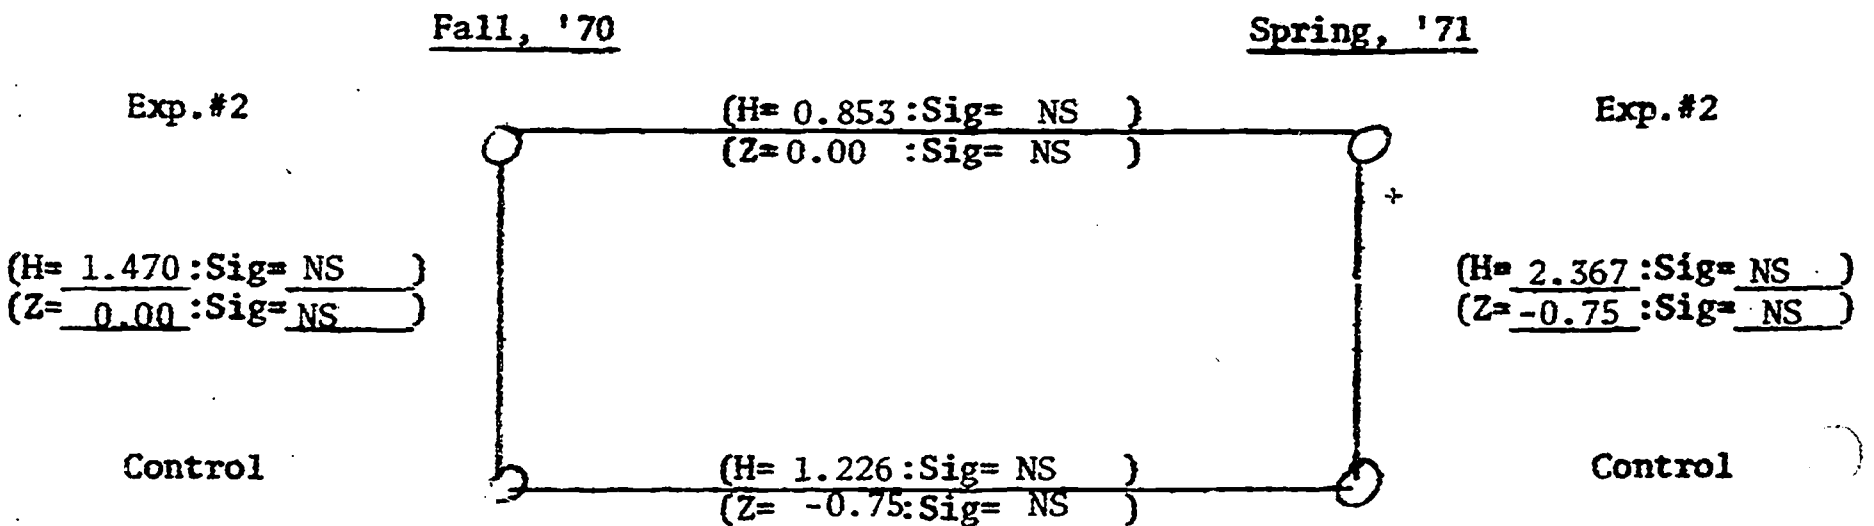 Fall, '70 Spring, '71
Exp.#2 (H= 0.853:Sig= NS ) Exp.#2
(Z=0.00 :Sig= NS )
(H= 1.470:Sig= NS ) (H= 2.367:Sig= NS )
(Z= 0.00:Sig= NS ) (Z= -0.75:Sig= NS )
Control (H= 1.226:Sig= NS ) Control
(Z= -0.75:Sig= NS )